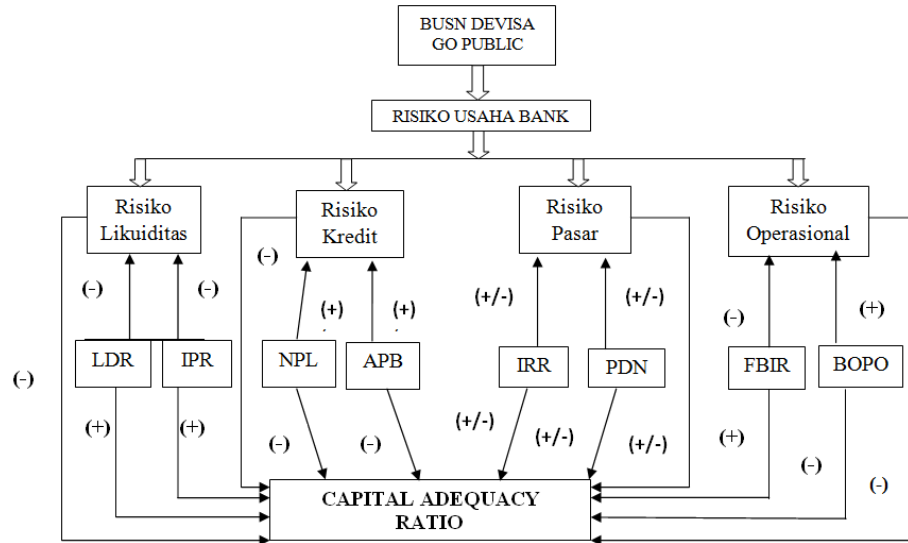 BUSN DEVISA
GO PUBLIC
RISIKO USAHA BANK
Risiko
Likuiditas
Risiko
Kredit
Risiko
Pasar
Risiko
Operasional
(-)
(-)
(-)
(+)
(+)
(+/-)
(+/-)
(-)
(+)
LDR
IPR
NPL
APB
IRR
PDN
FBIR
BOPO
(-)
(+)
(+)
(-)
(-)
(+/-)
(+/-)
(+/-)
(+)
(-)
(-)
CAPITAL ADEQUACY
RATIO